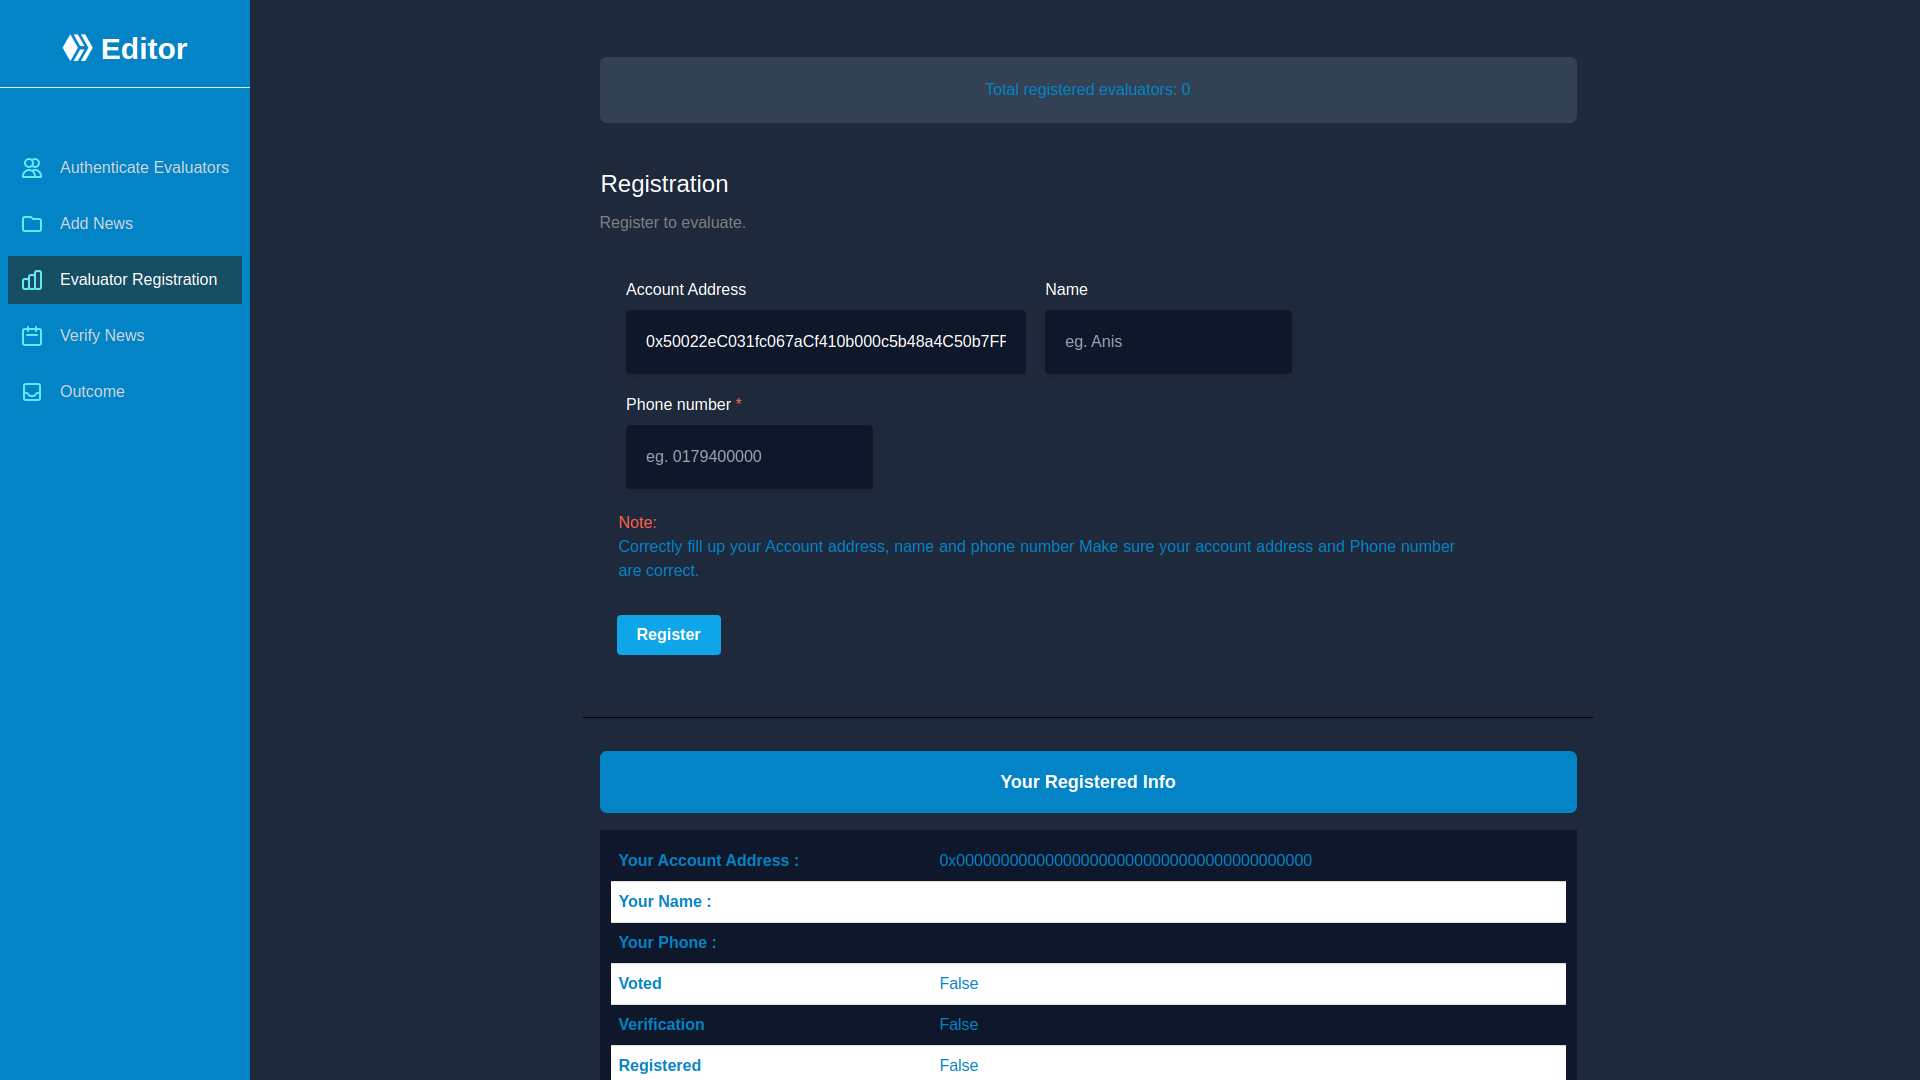 Editor
Authenticate Evaluators
Add News
Evaluator Registration
Verify News
Outcome
Total registered evaluators: 0
Registration
Register to evaluate.
Account Address
Name
0x50022eC031fc067aCf410b000c5b48a4C50b7FF
eg. Anis
Phone number *
eg. 0179400000
Note:
Correctly fill up your Account address, name and phone number Make sure your account address and Phone number
are correct.
Register
Your Registered Info
Your Account Address : 0x0000000000000000000000000000000000000000
Your Name :
Your Phone :
Voted False
Verification False
Registered False